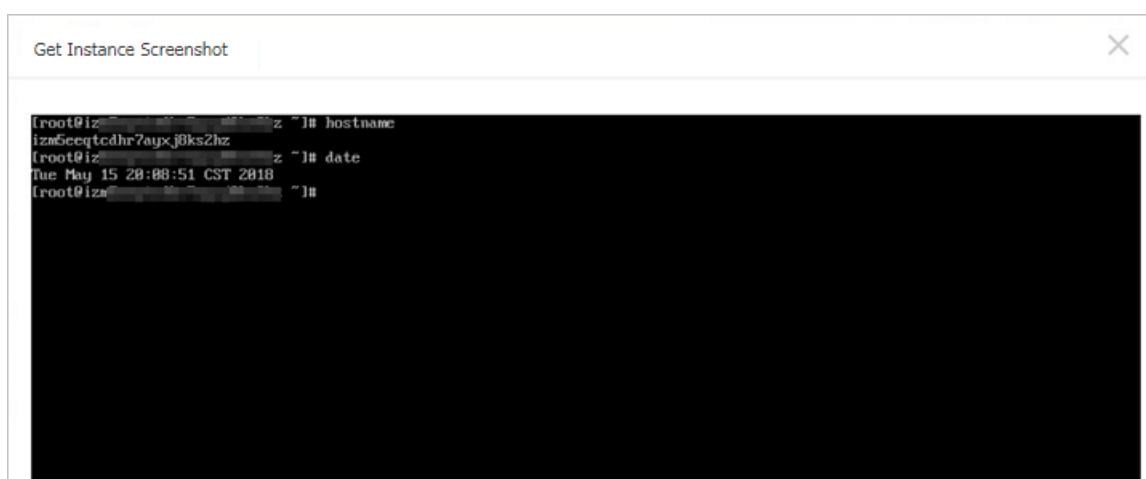 Get Instance Screenshot
[root@iz z ~]# hostname
izm5eeqtcdhr7ayxj8ks2hz
[root@iz z ~]# date
Tue May 15 20:08:51 CST 2018
[root@izm ~]#